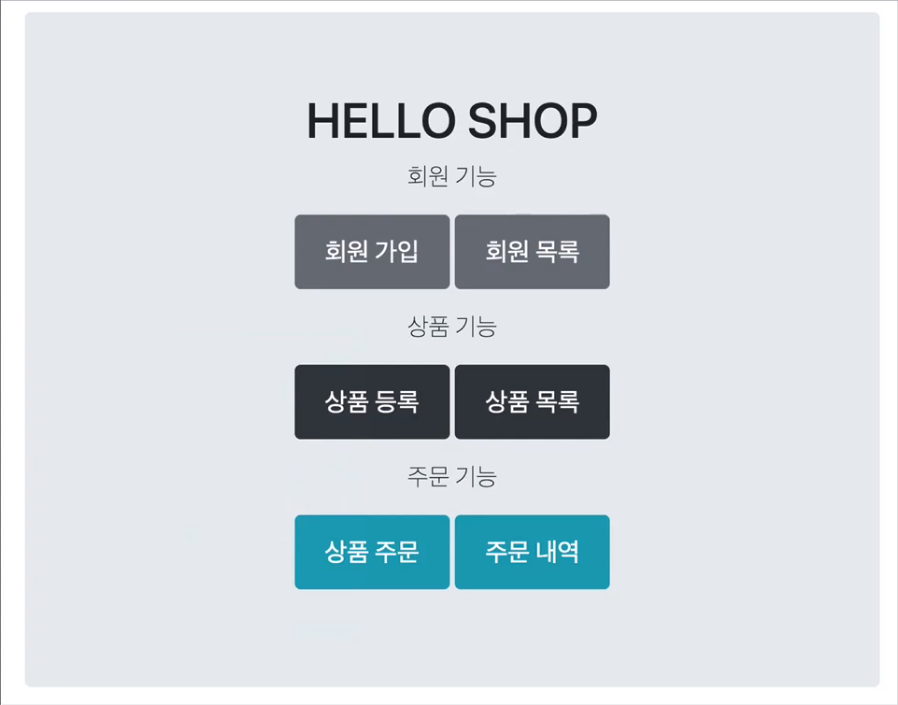 HELLO SHOP
회원 기능
회원 가입 회원 목록
상품 기능
상품 등록 상품 목록
주문 기능
상품 주문 주문 내역